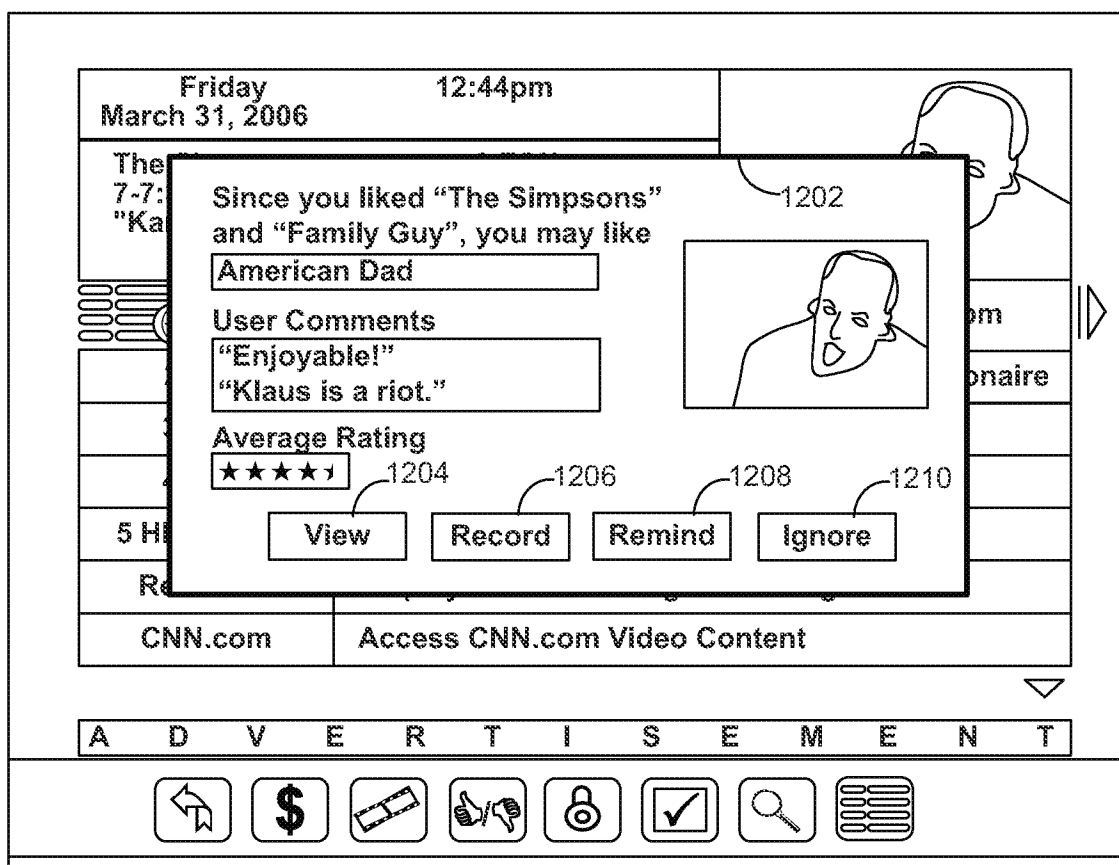 Friday 12:44pm
March 31, 2006
The
7-7:
"Ka
1202
Since you liked “The Simpsons”
and “Family Guy”, you may like
American Dad
User Comments
“Enjoyable!”
“Klaus is a riot.”
om
onaire
Average Rating
1204 1206 1208 1210
View Record Remind Ignore
5 H
Re
CNN.com Access CNN.com Video Content
A D V E R T I S E M E N T
$